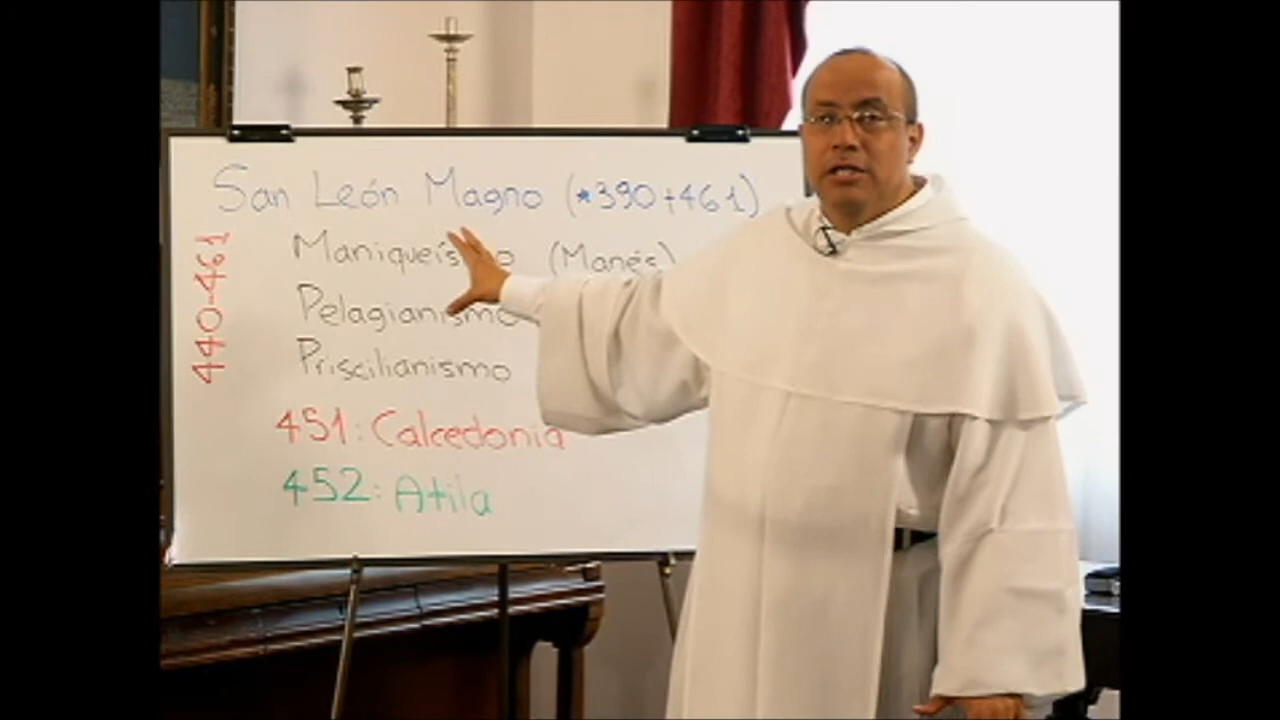 San León Magno (*390+461)
440-461
Maniqueísmo (Manés)
Pelagianismo
Priscilianismo
451: Calcedonia
452: Atila